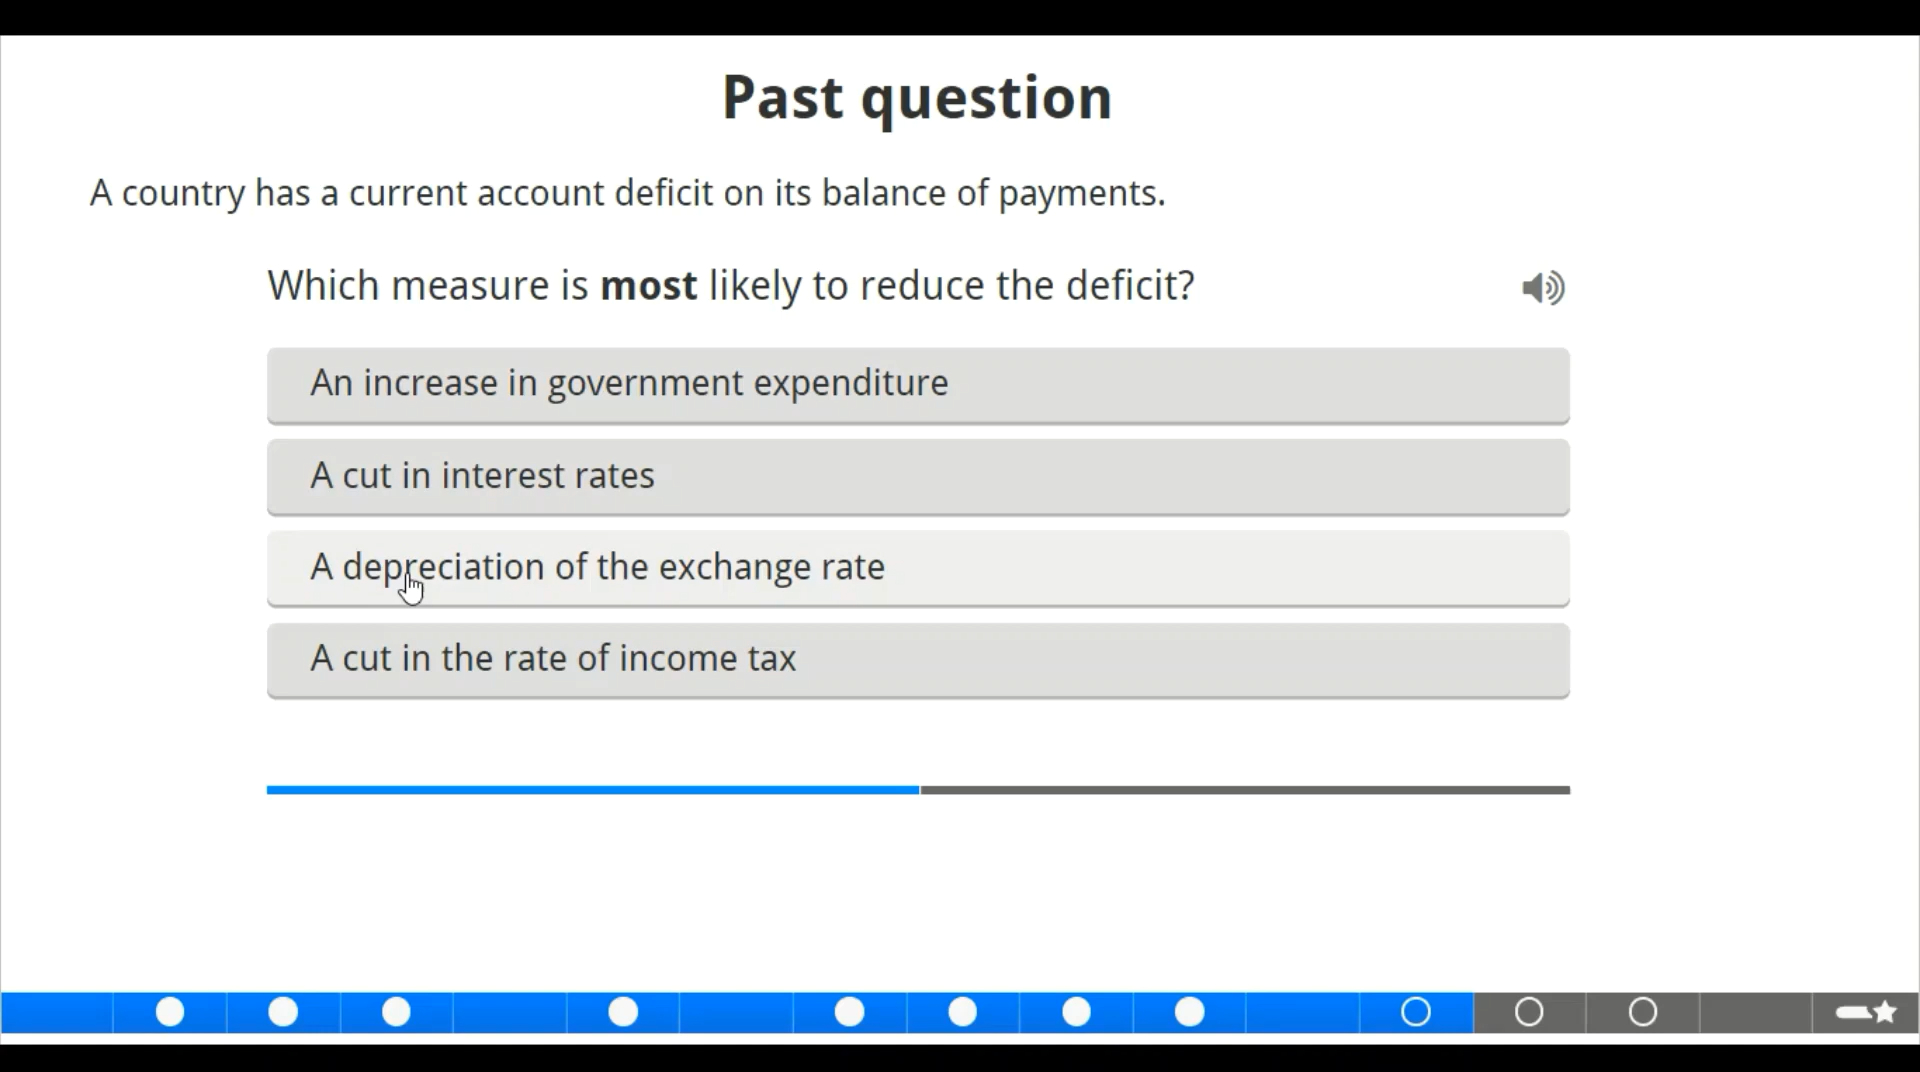 Past question
A country has a current account deficit on its balance of payments.
Which measure is most likely to reduce the deficit?
An increase in government expenditure
A cut in interest rates
A depreciation of the exchange rate
A cut in the rate of income tax